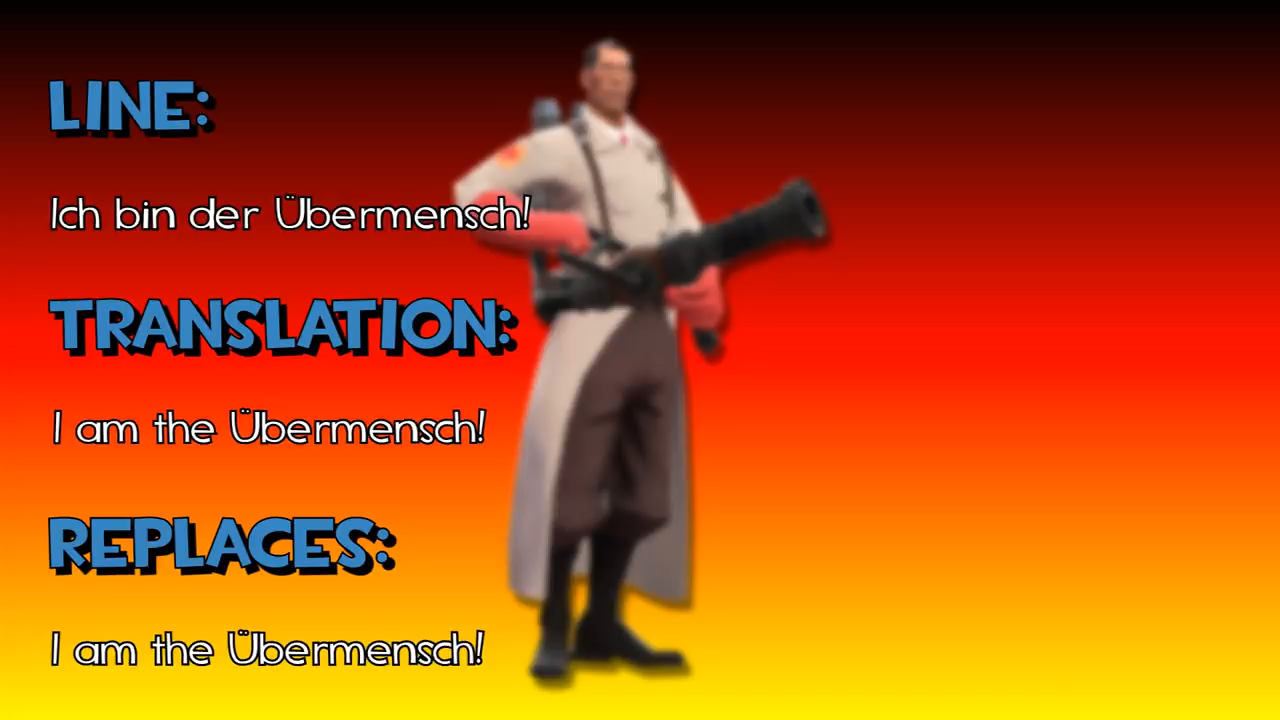 LINE:
Ich bin der Übermensch!
TRANSLATION:
I am the Übermensch!
REPLACES:
I am the Übermensch!